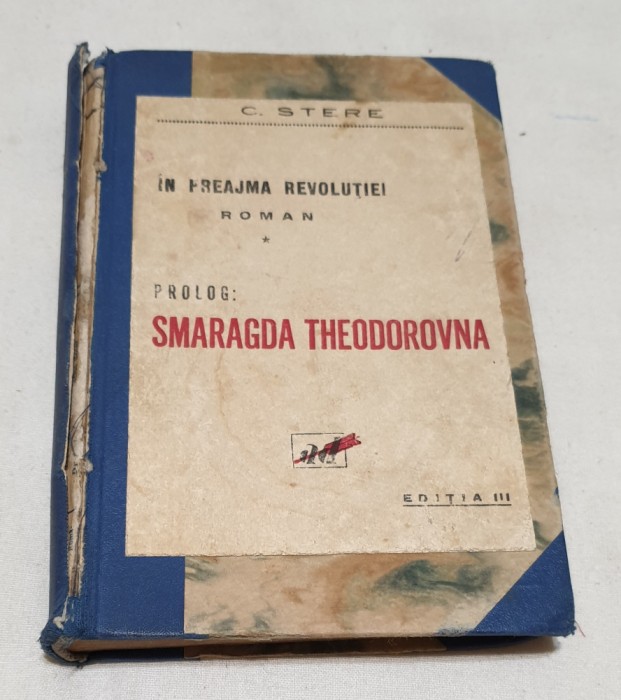 C. STERE
ÎN PREAJMA REVOLUȚIEI
ROMAN
*
PROLOG:
SMARAGDA THEODOROVNA
EDIȚIA III